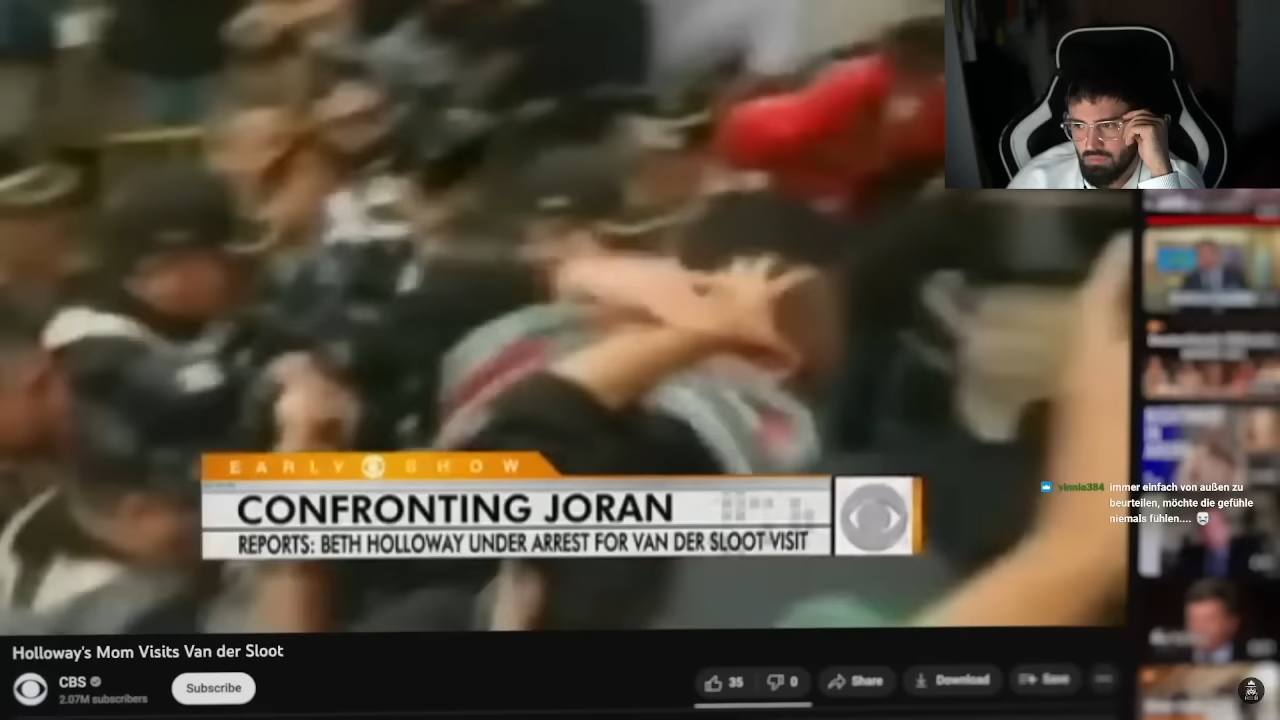 EARLY SHOW
CONFRONTING JORAN
REPORTS: BETH HOLLOWAY UNDER ARREST FOR VAN DER SLOOT VISIT
vinnie384 immer einfach von außen zu
beurteilen, möchte die gefühle
niemals fühlen....
Holloway's Mom Visits Van der Sloot
CBS
2.07M subscribers
Subscribe
35
0
Share
Download
Save